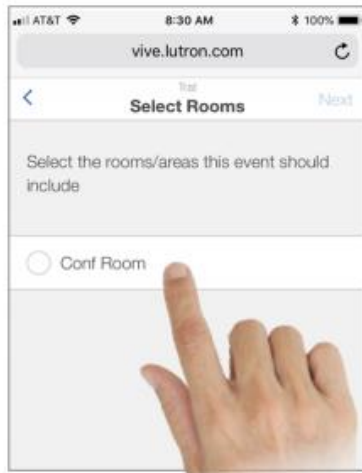 AT&T 8:30 AM 100%
vive.lutron.com
Select Rooms Next
Select the rooms/areas this event should
include
Conf Room